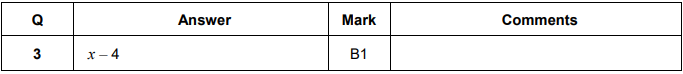 Q Answer Mark Comments
3 x – 4 B1